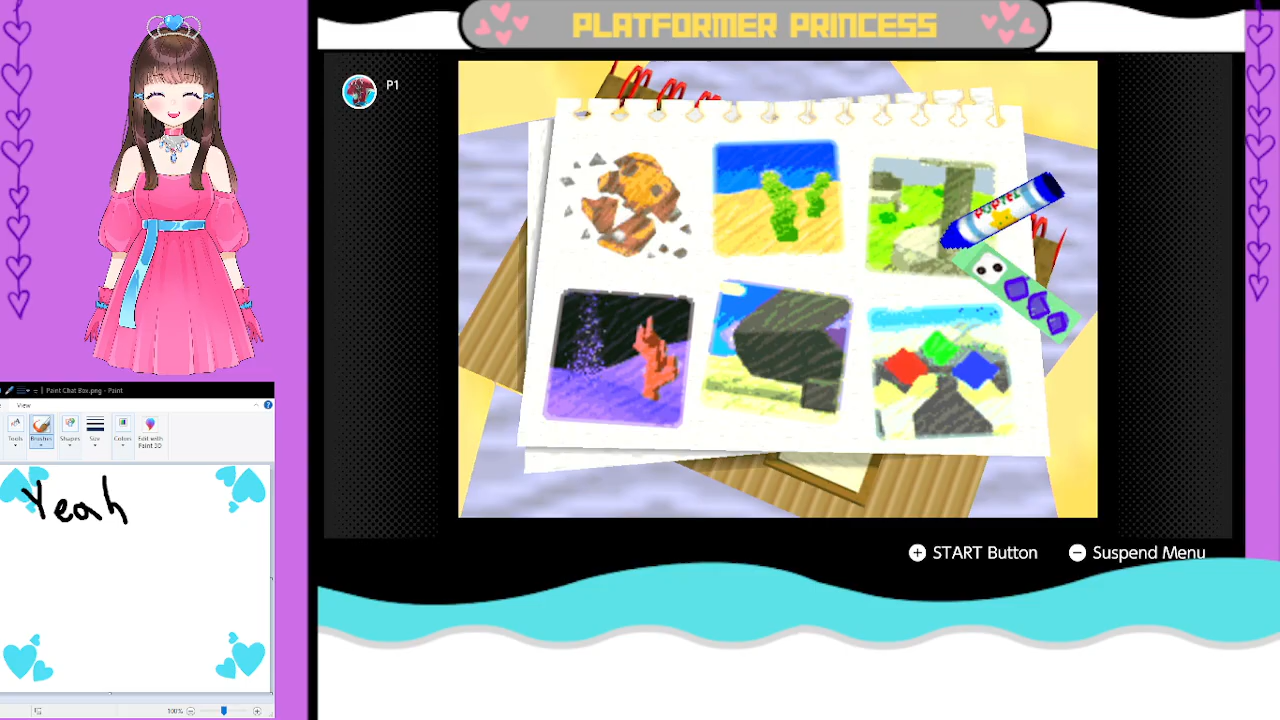 PLATFORMER PRINCESS
P1
POPYTEI
Paint Chat Box.png - Paint
View
Tools
Brushes
Shapes
Size
Colors
Edit with
Paint 3D
Yeah
START Button
Suspend Menu
100%